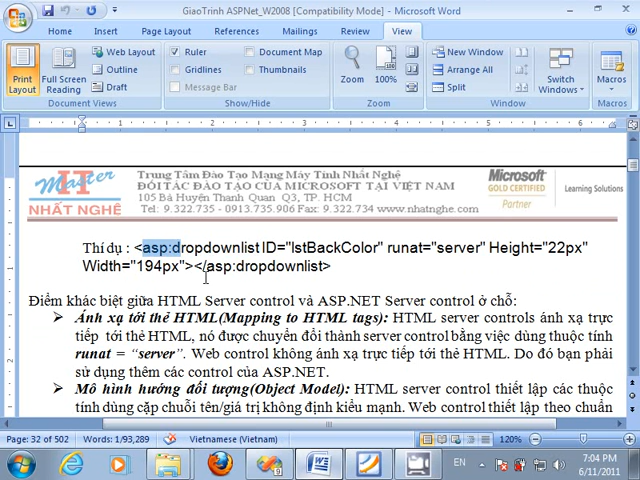 GiaoTrinh ASPNet_W2008 [Compatibility Mode] - Microsoft Word
Home Insert Page Layout References Mailings Review View
Print Layout
Full Screen Reading
Web Layout
Outline
Draft
Document Views
Ruler
Gridlines
Message Bar
Document Map
Thumbnails
Show/Hide
Zoom
100%
Zoom
New Window
Arrange All
Split
Switch Windows
Window
Macros
Macros
IT Master
NHẤT NGHỆ
Trung Tâm Đào Tạo Mạng Máy Tính Nhất Nghệ
ĐỐI TÁC ĐÀO TẠO CỦA MICROSOFT TẠI VIỆT NAM
105 Bà Huyện Thanh Quan Q3, TP. HCM
Tel: 9.322.735 - 0913.735.906 Fax: 9.322.734 www.nhatnghe.com
Microsoft
GOLD CERTIFIED
Partner
Learning Solutions
Thí dụ : <asp:dropdownlist ID="lstBackColor" runat="server" Height="22px"
Width="194px"></asp:dropdownlist>
Điểm khác biệt giữa HTML Server control và ASP.NET Server control ở chỗ:
➢ Ánh xạ tới thẻ HTML(Mapping to HTML tags): HTML server controls ánh xạ trực
tiếp tới thẻ HTML, nó được chuyển đổi thành server control bằng việc dùng thuộc tính
runat = “server”. Web control không ánh xạ trực tiếp tới thẻ HTML. Do đó bạn phải
sử dụng thêm các control của ASP.NET.
➢ Mô hình hướng đối tượng(Object Model): HTML server control thiết lập các thuộc
tính dùng cặp chuỗi tên/giá trị không định kiểu mạnh. Web control thiết lập theo chuẩn
Page: 32 of 502 Words: 1/93,289 Vietnamese (Vietnam) 120%
EN 7:04 PM
6/11/2011